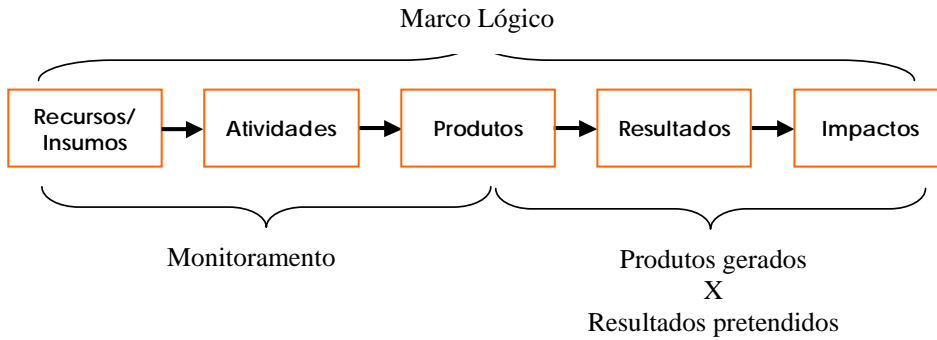 Marco Lógico
Recursos/
Insumos
Atividades
Produtos
Resultados
Impactos
Monitoramento
Produtos gerados
X
Resultados pretendidos